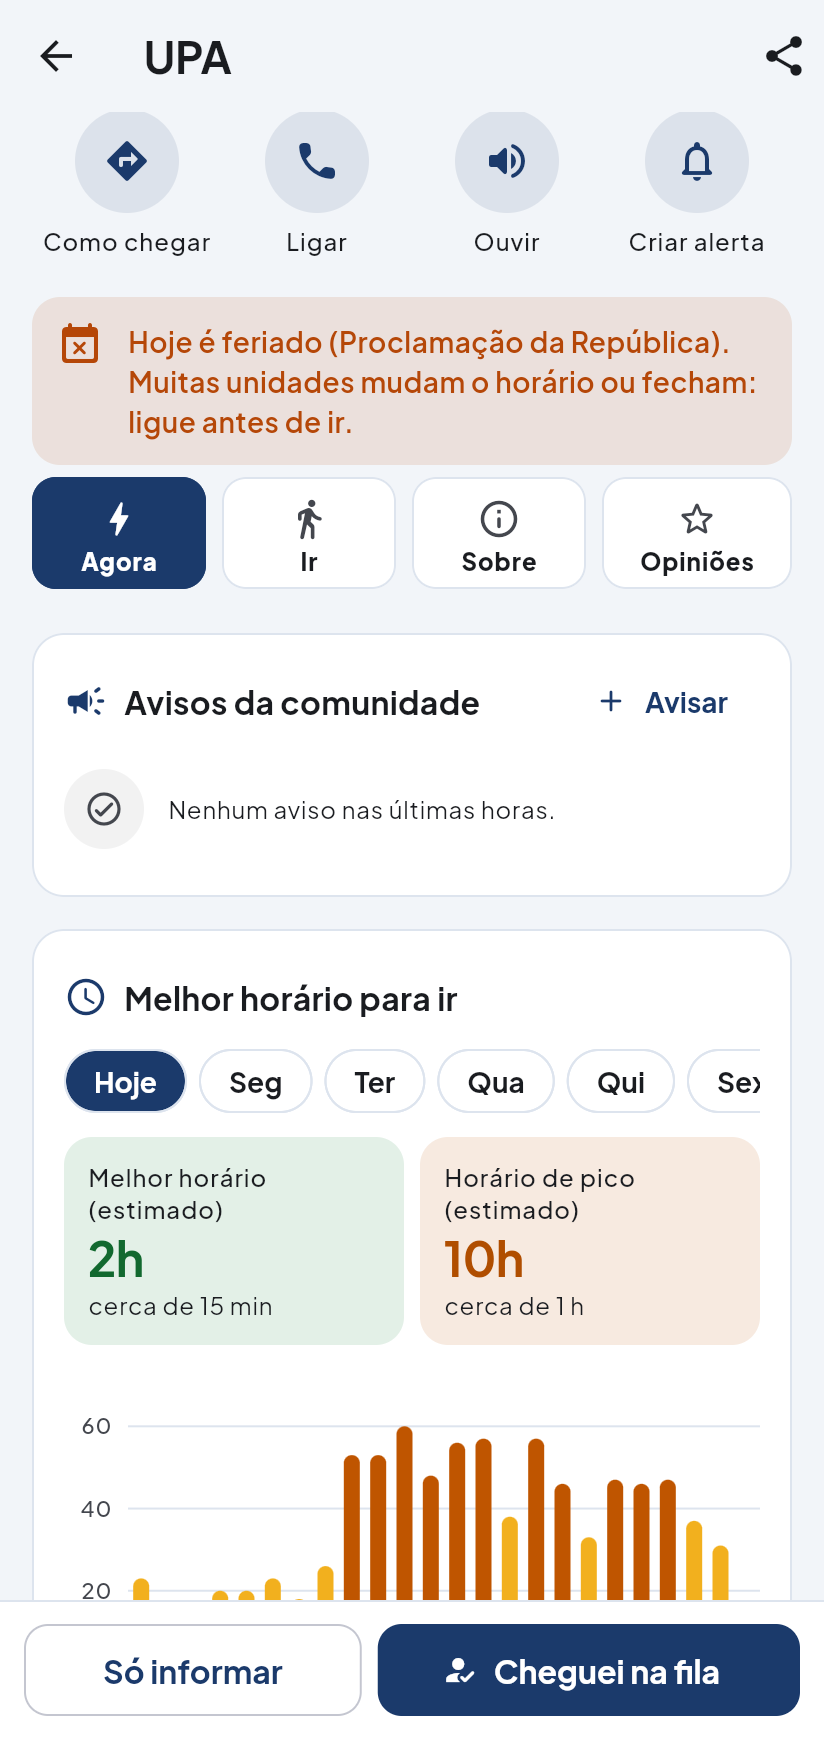 UPA
Como chegar
Ligar
Ouvir
Criar alerta
Hoje é feriado (Proclamação da República).
Muitas unidades mudam o horário ou fecham:
ligue antes de ir.
Agora
Ir
Sobre
Opiniões
Avisos da comunidade
Avisar
Nenhum aviso nas últimas horas.
Melhor horário para ir
Hoje
Seg
Ter
Qua
Qui
Sex
Melhor horário
(estimado)
2h
cerca de 15 min
Horário de pico
(estimado)
10h
cerca de 1 h
60
40
20
Só informar
Cheguei na fila